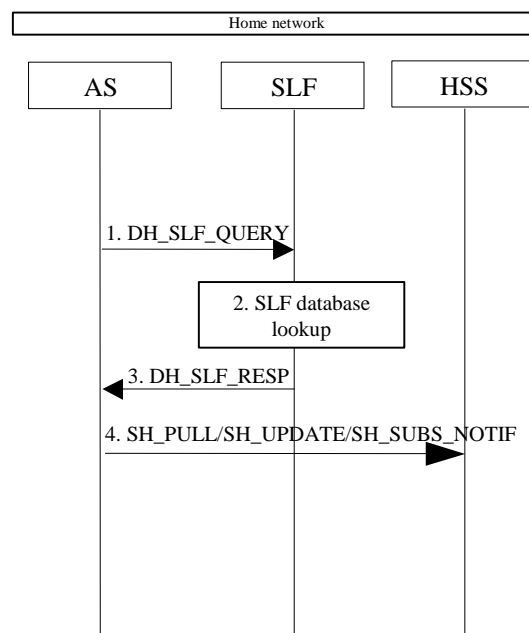 Home network
AS
SLF
HSS
1. DH_SLF_QUERY
2. SLF database
lookup
3. DH_SLF_RESP
4. SH_PULL/SH_UPDATE/SH_SUBS_NOTIF